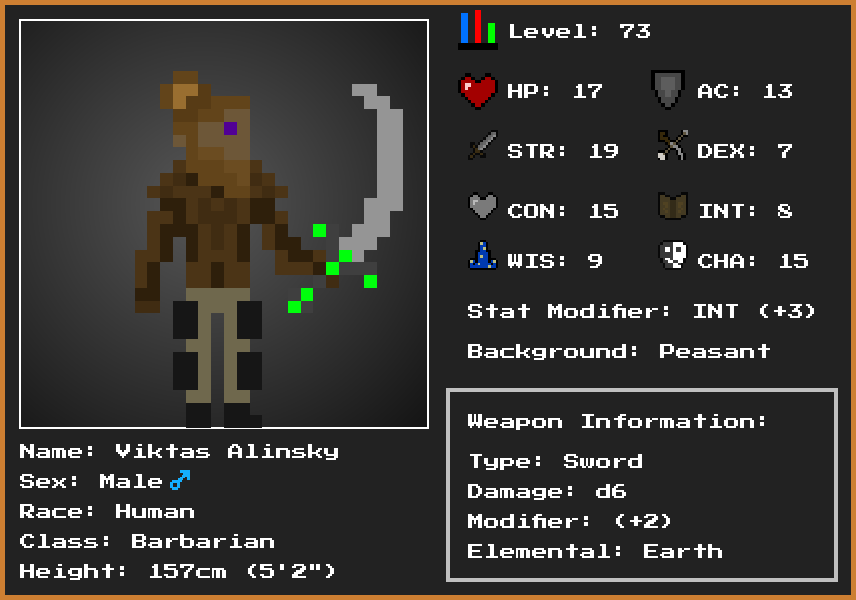 Level: 73
HP: 17 AC: 13
STR: 19 DEX: 7
CON: 15 INT: 8
WIS: 9 CHA: 15
Stat Modifier: INT (+3)
Background: Peasant
Weapon Information:
Type: Sword
Damage: d6
Modifier: (+2)
Elemental: Earth
Name: Viktas Alinsky
Sex: Male♂
Race: Human
Class: Barbarian
Height: 157cm (5'2")